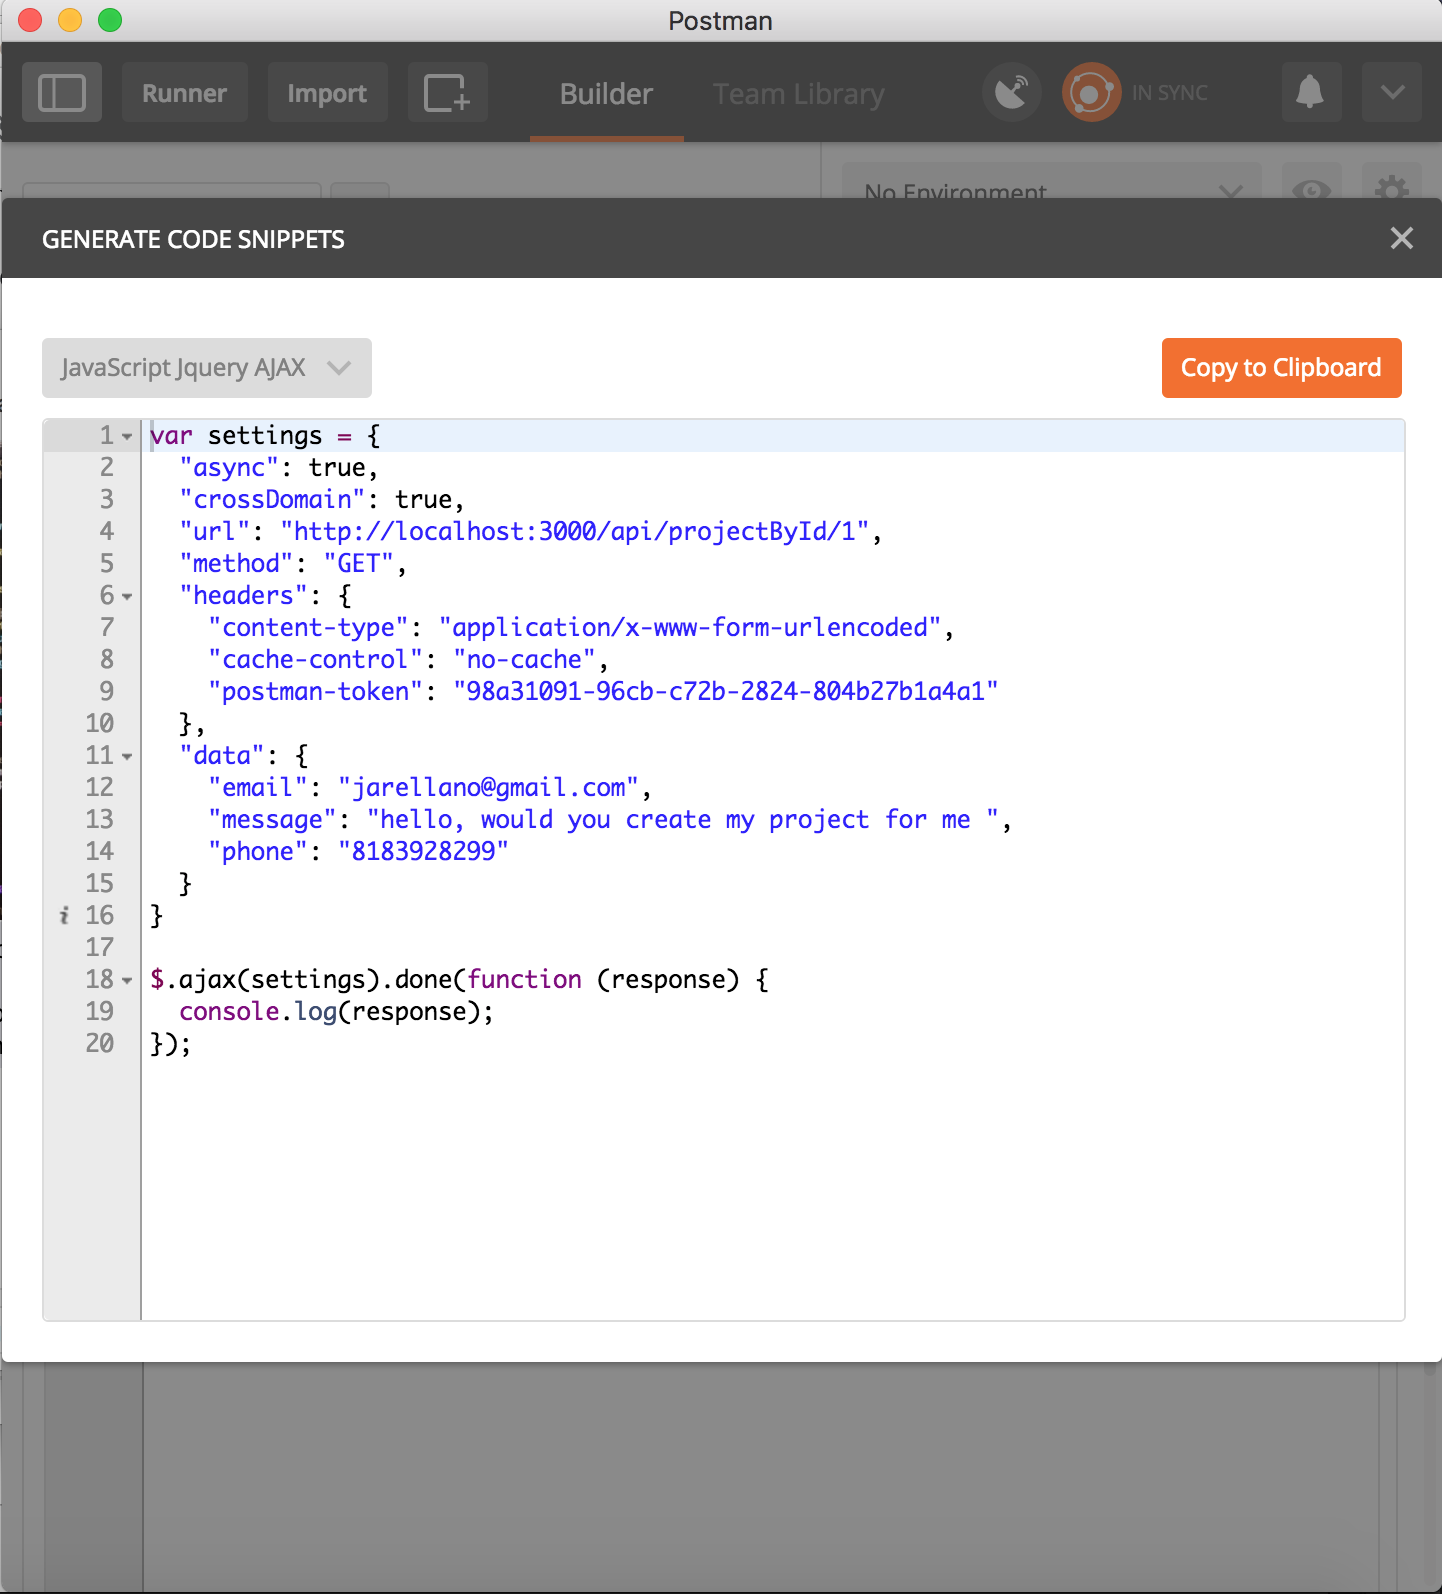 Postman
Runner
Import
Builder
Team Library
IN SYNC
No Environment
GENERATE CODE SNIPPETS
JavaScript Jquery AJAX
Copy to Clipboard
1 var settings = {
2   "async": true,
3   "crossDomain": true,
4   "url": "http://localhost:3000/api/projectById/1",
5   "method": "GET",
6   "headers": {
7     "content-type": "application/x-www-form-urlencoded",
8     "cache-control": "no-cache",
9     "postman-token": "98a31091-96cb-c72b-2824-804b27b1a4a1"
10   },
11   "data": {
12     "email": "jarellano@gmail.com",
13     "message": "hello, would you create my project for me ",
14     "phone": "8183928299"
15   }
i 16 }
17
18 $.ajax(settings).done(function (response) {
19   console.log(response);
20 });